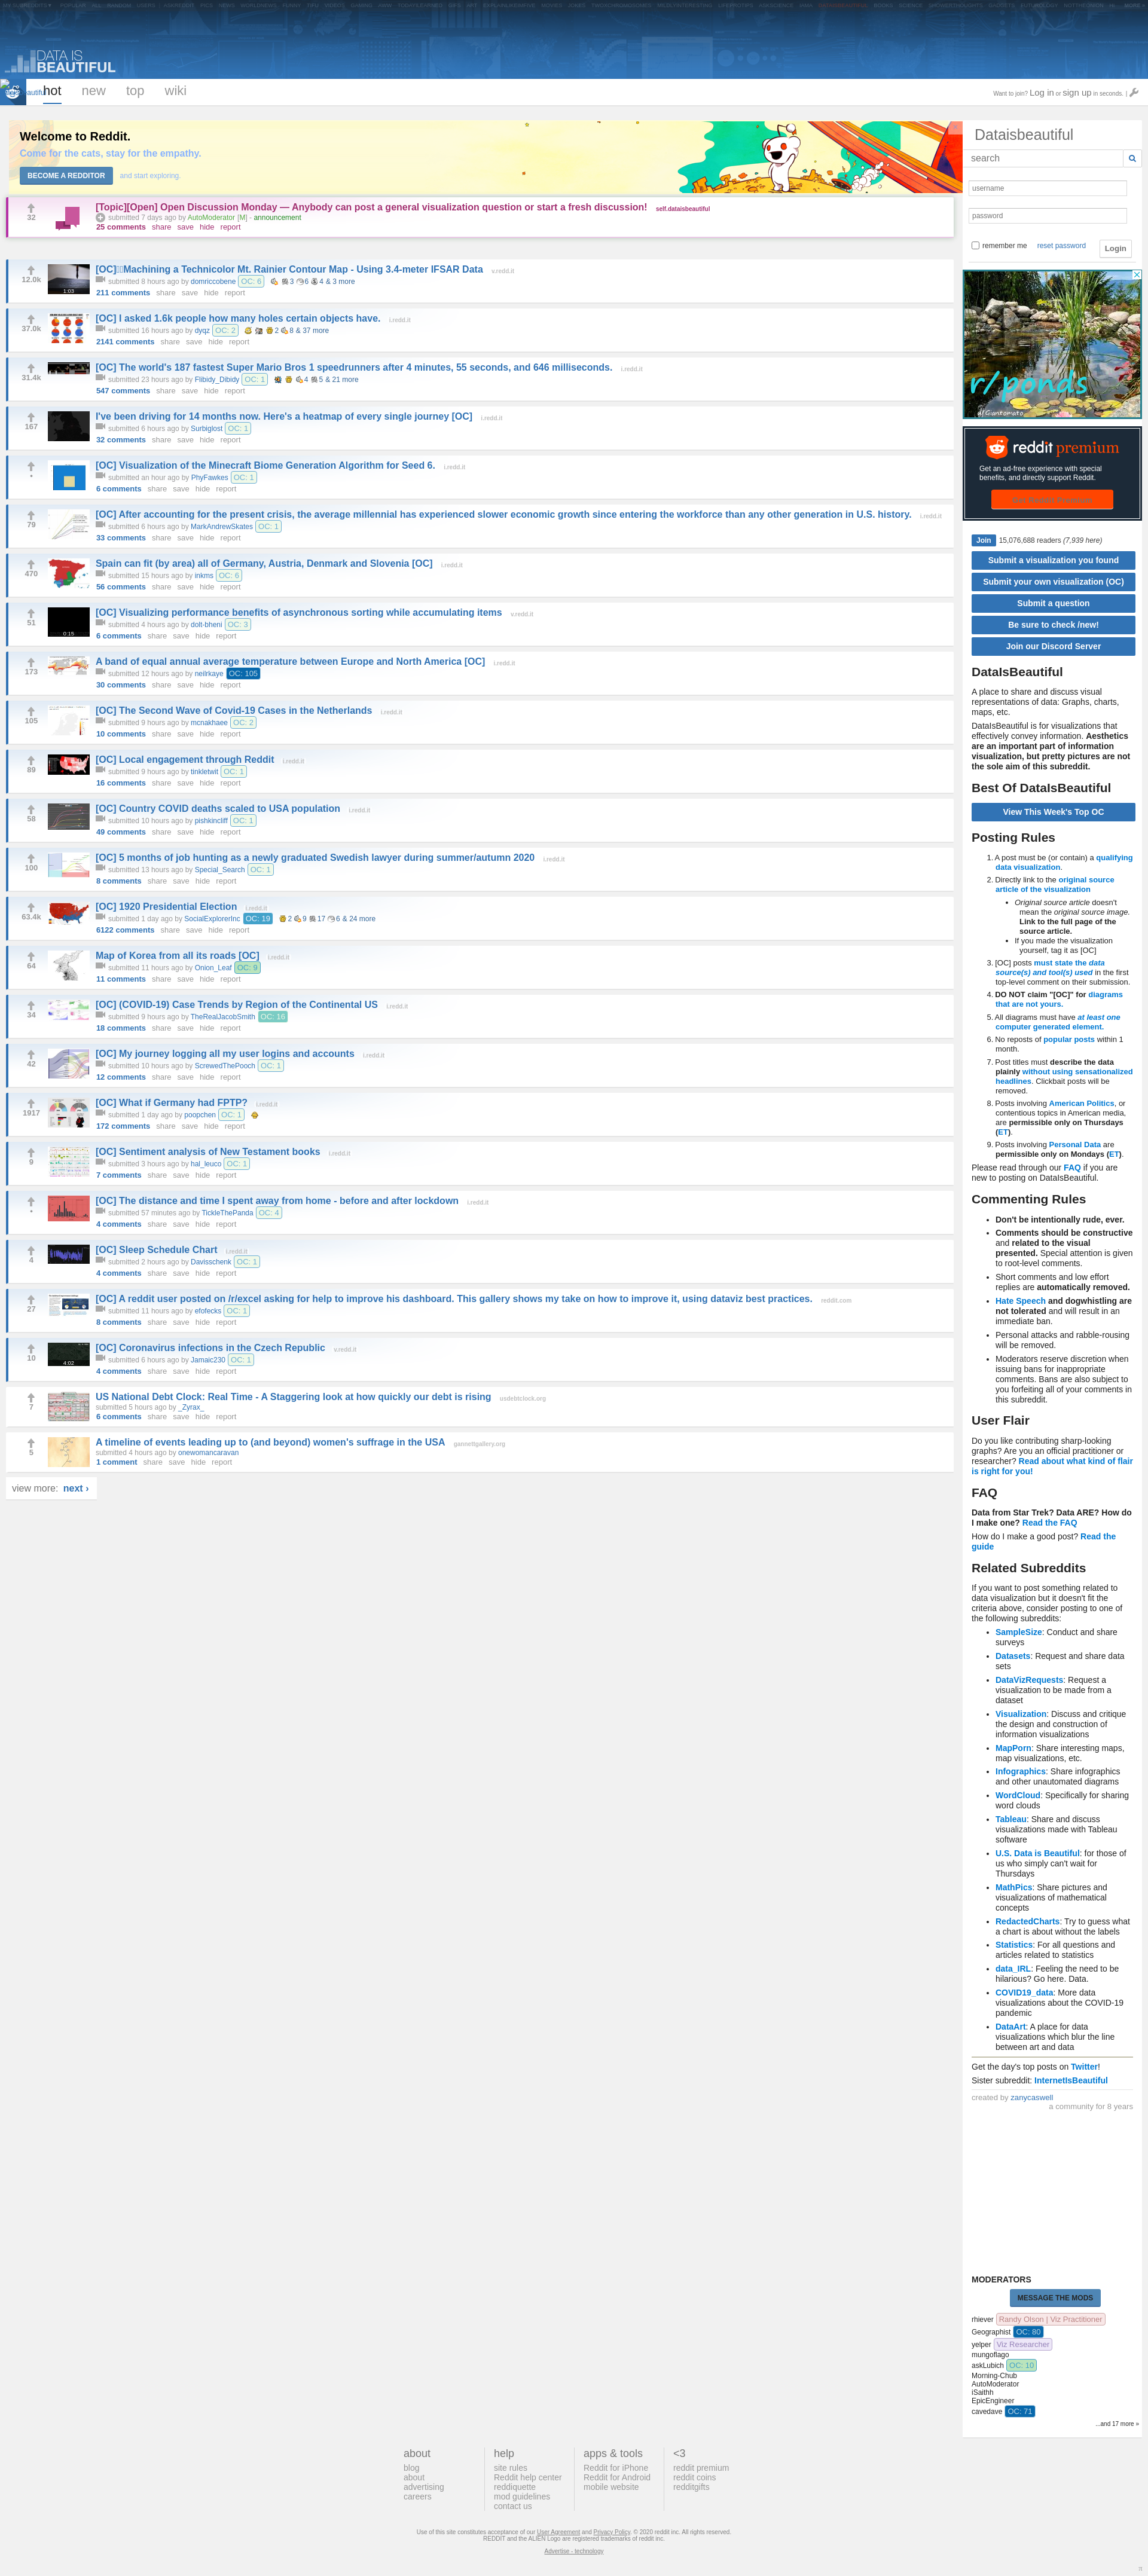 DATA IS
BEAUTIFUL
hot new top wiki
Want to join? Log in or sign up in seconds. |
Welcome to Reddit.
Come for the cats, stay for the empathy.
BECOME A REDDITOR and start exploring.
[Topic][Open] Open Discussion Monday — Anybody can post a general visualization question or start a fresh discussion! self.dataisbeautiful
32
submitted 7 days ago by AutoModerator [M] - announcement
25 comments share save hide report
[OC] Machining a Technicolor Mt. Rainier Contour Map - Using 3.4-meter IFSAR Data v.redd.it
12.0k
1:03
submitted 8 hours ago by domriccobene OC: 6 3 6 4 & 3 more
211 comments share save hide report
[OC] I asked 1.6k people how many holes certain objects have. i.redd.it
37.0k
submitted 16 hours ago by dyqz OC: 2 2 8 & 37 more
2141 comments share save hide report
[OC] The world's 187 fastest Super Mario Bros 1 speedrunners after 4 minutes, 55 seconds, and 646 milliseconds. i.redd.it
31.4k
submitted 23 hours ago by Flibidy_Dibidy OC: 1 4 5 & 21 more
547 comments share save hide report
I've been driving for 14 months now. Here's a heatmap of every single journey [OC] i.redd.it
167
submitted 6 hours ago by Surbiglost OC: 1
32 comments share save hide report
[OC] Visualization of the Minecraft Biome Generation Algorithm for Seed 6. i.redd.it
•
submitted an hour ago by PhyFawkes OC: 1
6 comments share save hide report
[OC] After accounting for the present crisis, the average millennial has experienced slower economic growth since entering the workforce than any other generation in U.S. history. i.redd.it
79
submitted 6 hours ago by MarkAndrewSkates OC: 1
33 comments share save hide report
Spain can fit (by area) all of Germany, Austria, Denmark and Slovenia [OC] i.redd.it
470
submitted 15 hours ago by inkms OC: 6
56 comments share save hide report
[OC] Visualizing performance benefits of asynchronous sorting while accumulating items v.redd.it
51
0:15
submitted 4 hours ago by dolt-bheni OC: 3
6 comments share save hide report
A band of equal annual average temperature between Europe and North America [OC] i.redd.it
173
submitted 12 hours ago by neilrkaye OC: 105
30 comments share save hide report
[OC] The Second Wave of Covid-19 Cases in the Netherlands i.redd.it
105
submitted 9 hours ago by mcnakhaee OC: 2
10 comments share save hide report
[OC] Local engagement through Reddit i.redd.it
89
submitted 9 hours ago by tinkletwit OC: 1
16 comments share save hide report
[OC] Country COVID deaths scaled to USA population i.redd.it
58
submitted 10 hours ago by pishkincliff OC: 1
49 comments share save hide report
[OC] 5 months of job hunting as a newly graduated Swedish lawyer during summer/autumn 2020 i.redd.it
100
submitted 13 hours ago by Special_Search OC: 1
8 comments share save hide report
[OC] 1920 Presidential Election i.redd.it
63.4k
submitted 1 day ago by SocialExplorerInc OC: 19 2 9 17 6 & 24 more
6122 comments share save hide report
Map of Korea from all its roads [OC] i.redd.it
64
submitted 11 hours ago by Onion_Leaf OC: 9
11 comments share save hide report
[OC] (COVID-19) Case Trends by Region of the Continental US i.redd.it
34
submitted 9 hours ago by TheRealJacobSmith OC: 16
18 comments share save hide report
[OC] My journey logging all my user logins and accounts i.redd.it
42
submitted 10 hours ago by ScrewedThePooch OC: 1
12 comments share save hide report
[OC] What if Germany had FPTP? i.redd.it
1917
submitted 1 day ago by poopchen OC: 1
172 comments share save hide report
[OC] Sentiment analysis of New Testament books i.redd.it
9
submitted 3 hours ago by hal_leuco OC: 1
7 comments share save hide report
[OC] The distance and time I spent away from home - before and after lockdown i.redd.it
•
submitted 57 minutes ago by TickleThePanda OC: 4
4 comments share save hide report
[OC] Sleep Schedule Chart i.redd.it
4
submitted 2 hours ago by Davisschenk OC: 1
4 comments share save hide report
[OC] A reddit user posted on /r/excel asking for help to improve his dashboard. This gallery shows my take on how to improve it, using dataviz best practices. reddit.com
27
submitted 11 hours ago by efofecks OC: 1
8 comments share save hide report
[OC] Coronavirus infections in the Czech Republic v.redd.it
10
4:02
submitted 6 hours ago by Jamaic230 OC: 1
4 comments share save hide report
US National Debt Clock: Real Time - A Staggering look at how quickly our debt is rising usdebtclock.org
7
submitted 5 hours ago by _Zyrax_
6 comments share save hide report
A timeline of events leading up to (and beyond) women's suffrage in the USA gannettgallery.org
5
submitted 4 hours ago by onewomancaravan
1 comment share save hide report
view more: next ›
Dataisbeautiful
search
username
password
remember me reset password Login
r/ponds
reddit premium
Get an ad-free experience with special
benefits, and directly support Reddit.
Join 15,076,688 readers (7,939 here)
Submit a visualization you found
Submit your own visualization (OC)
Submit a question
Be sure to check /new!
Join our Discord Server
DataIsBeautiful
A place to share and discuss visual
representations of data: Graphs, charts,
maps, etc.
DataIsBeautiful is for visualizations that
effectively convey information. Aesthetics
are an important part of information
visualization, but pretty pictures are not
the sole aim of this subreddit.
Best Of DataIsBeautiful
View This Week's Top OC
Posting Rules
1. A post must be (or contain) a qualifying
data visualization.
2. Directly link to the original source
article of the visualization
• Original source article doesn't
mean the original image.
Link to the full page of the
source article.
• If you made the visualization
yourself, tag it as [OC]
3. [OC] posts must state the data
source(s) and tool(s) used in the first
top-level comment on their submission.
4. DO NOT claim "[OC]" for diagrams
that are not yours.
5. All diagrams must have at least one
computer generated element.
6. No reposts of popular posts within 1
month.
7. Post titles must describe the data
plainly without using sensationalized
headlines. Clickbait posts will be
removed.
8. Posts involving American Politics, or
contentious topics in American media,
are permissible only on Thursdays
(ET).
9. Posts involving Personal Data are
permissible only on Mondays (ET).
Please read through our FAQ if you are
new to posting on DataIsBeautiful.
Commenting Rules
• Don't be intentionally rude, ever.
• Comments should be constructive
and related to the visual
presented. Special attention is given
to root-level comments.
• Short comments and low effort
replies are automatically removed.
• Hate Speech and dogwhistling are
not tolerated and will result in an
immediate ban.
• Personal attacks and rabble-rousing
will be removed.
• Moderators reserve discretion when
issuing bans for inappropriate
comments. Bans are also subject to
you forfeiting all of your comments in
this subreddit.
User Flair
Do you like contributing sharp-looking
graphs? Are you an official practitioner or
researcher? Read about what kind of flair
is right for you!
FAQ
Data from Star Trek? Data ARE? How do
I make one? Read the FAQ
How do I make a good post? Read the
guide
Related Subreddits
If you want to post something related to
data visualization but it doesn't fit the
criteria above, consider posting to one of
the following subreddits:
• SampleSize: Conduct and share
surveys
• Datasets: Request and share data
sets
• DataVizRequests: Request a
visualization to be made from a
dataset
• Visualization: Discuss and critique
the design and construction of
information visualizations
• MapPorn: Share interesting maps,
map visualizations, etc.
• Infographics: Share infographics
and other unautomated diagrams
• WordCloud: Specifically for sharing
word clouds
• Tableau: Share and discuss
visualizations made with Tableau
software
• U.S. Data is Beautiful: for those of
us who simply can't wait for
Thursdays
• MathPics: Share pictures and
visualizations of mathematical
concepts
• RedactedCharts: Try to guess what
a chart is about without the labels
• Statistics: For all questions and
articles related to statistics
• data_IRL: Feeling the need to be
hilarious? Go here. Data.
• COVID19_data: More data
visualizations about the COVID-19
pandemic
• DataArt: A place for data
visualizations which blur the line
between art and data
Get the day's top posts on Twitter!
Sister subreddit: InternetIsBeautiful
created by zanycaswell
a community for 8 years
MODERATORS
MESSAGE THE MODS
rhiever Randy Olson | Viz Practitioner
Geographist OC: 80
yelper Viz Researcher
mungoflago
askLubich OC: 10
Morning-Chub
AutoModerator
iSaithh
EpicEngineer
cavedave OC: 71
...and 17 more »
about
blog
about
advertising
careers
help
site rules
Reddit help center
reddiquette
mod guidelines
contact us
apps & tools
Reddit for iPhone
Reddit for Android
mobile website
<3
reddit premium
reddit coins
redditgifts
Use of this site constitutes acceptance of our User Agreement and Privacy Policy. © 2020 reddit inc. All rights reserved.
REDDIT and the ALIEN Logo are registered trademarks of reddit inc.
Advertise - technology
π